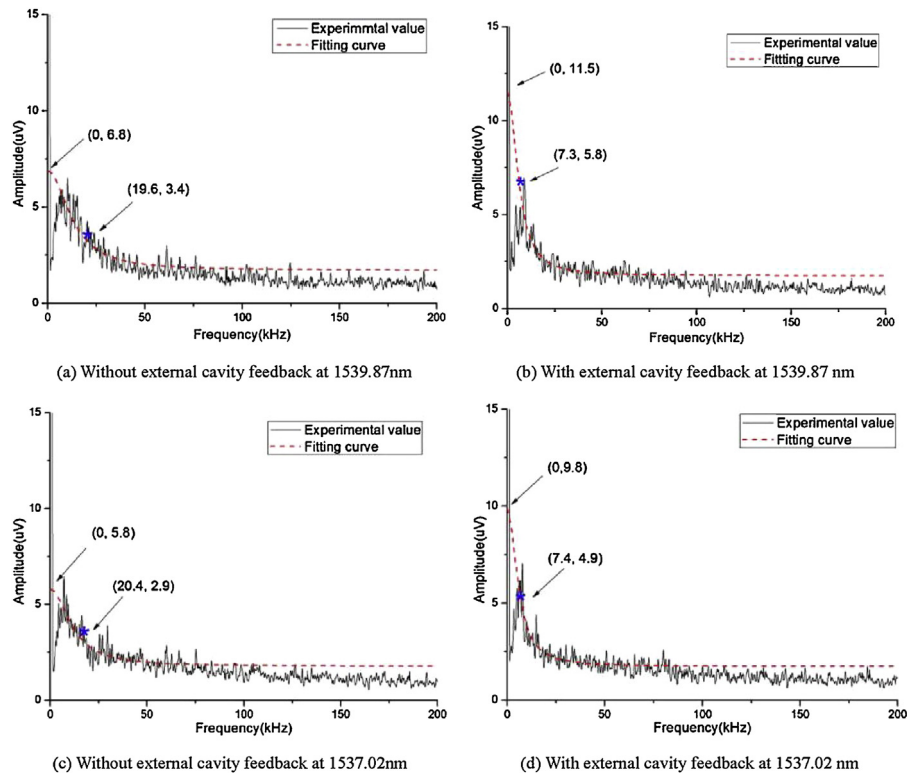 15
10
5
0
Amplitude(uV)
Experimmtal value
Fitting curve
(0, 6.8)
(19.6, 3.4)
0 25 50 75 100 125 150 200
Frequency(kHz)
(a) Without external cavity feedback at 1539.87nm
15
10
5
0
Amplitude(uV)
Experimental value
Fittting curve
(0, 11.5)
(7.3, 5.8)
0 50 100 150 200
Frequency(kHz)
(b) With external cavity feedback at 1539.87 nm
15
10
5
0
Amplitude(uV)
Experimental value
Fitting curve
(0, 5.8)
(20.4, 2.9)
0 50 100 150 200
Frequency(kHz)
(c) Without external cavity feedback at 1537.02nm
15
10
5
0
Amplitude(uV)
Experimental value
Fitting curve
(0,9.8)
(7.4, 4.9)
0 50 100 150 200
Frequency(kHz)
(d) With external cavity feedback at 1537.02 nm